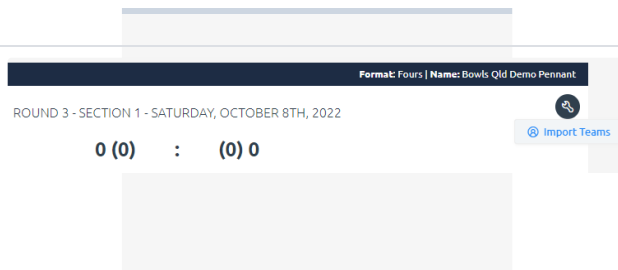 Format: Fours | Name: Bowls Qld Demo Pennant
ROUND 3 - SECTION 1 - SATURDAY, OCTOBER 8TH, 2022
Import Teams
0 (0) : (0) 0